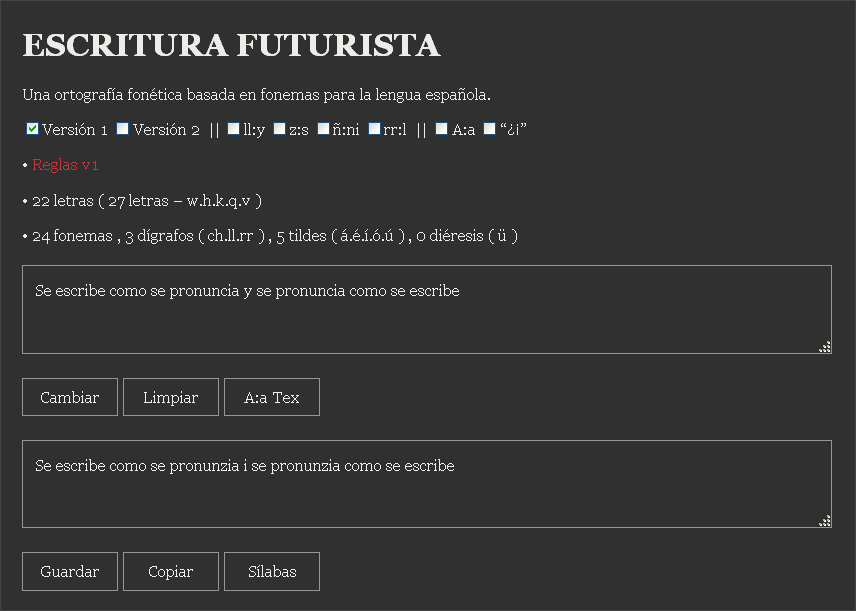 ESCRITURA FUTURISTA
Una ortografía fonética basada en fonemas para la lengua española.
Versión 1 Versión 2 || ll:y z:s ñ:ni rr:l || A:a “¿¡”
• Reglas v1
• 22 letras ( 27 letras – w.h.k.q.v )
• 24 fonemas , 3 dígrafos ( ch.ll.rr ) , 5 tildes ( á.é.í.ó.ú ) , 0 diéresis ( ü )
Se escribe como se pronuncia y se pronuncia como se escribe
Cambiar Limpiar A:a Tex
Se escribe como se pronunzia i se pronunzia como se escribe
Guardar Copiar Sílabas